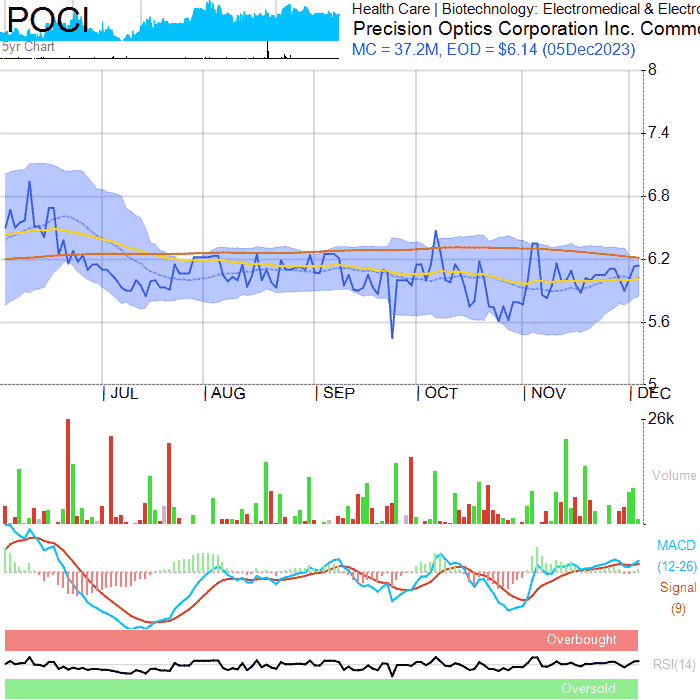 POCI
5yr Chart
Health Care | Biotechnology: Electromedical & Electro
Precision Optics Corporation Inc. Commo
MC = 37.2M, EOD = $6.14 (05Dec2023)
8
7.4
6.8
6.2
5.6
5
| JUL | AUG | SEP | OCT | NOV | DEC
26k
Volume
MACD
(12-26)
Signal
(9)
Overbought
RSI(14)
Oversold